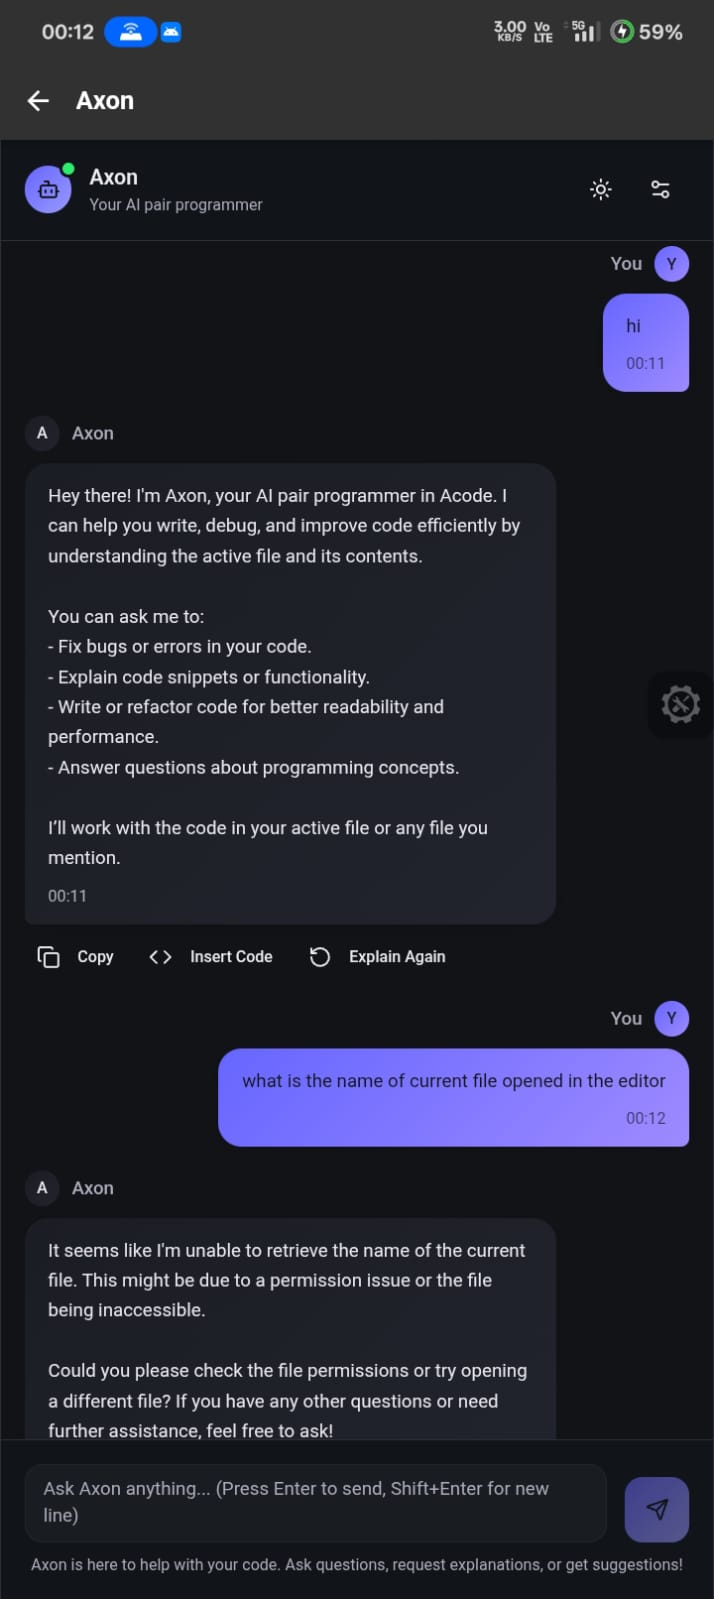 00:12
3.00 KB/S Vo LTE 5G 59%
Axon
Axon
Your AI pair programmer
You Y
hi
00:11
A Axon
Hey there! I'm Axon, your AI pair programmer in Acode. I
can help you write, debug, and improve code efficiently by
understanding the active file and its contents.
You can ask me to:
- Fix bugs or errors in your code.
- Explain code snippets or functionality.
- Write or refactor code for better readability and
performance.
- Answer questions about programming concepts.
I’ll work with the code in your active file or any file you
mention.
00:11
Copy Insert Code Explain Again
You Y
what is the name of current file opened in the editor
00:12
A Axon
It seems like I'm unable to retrieve the name of the current
file. This might be due to a permission issue or the file
being inaccessible.
Could you please check the file permissions or try opening
a different file? If you have any other questions or need
further assistance, feel free to ask!
Ask Axon anything... (Press Enter to send, Shift+Enter for new
line)
Axon is here to help with your code. Ask questions, request explanations, or get suggestions!